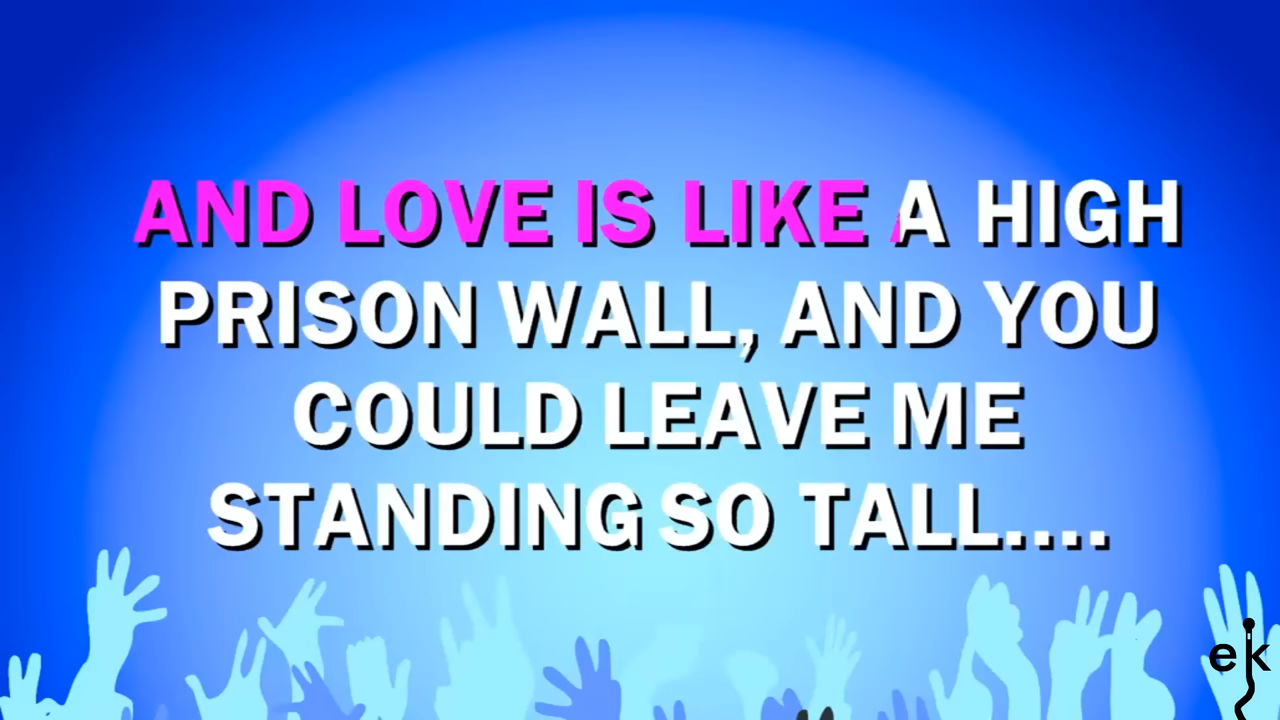 AND LOVE IS LIKE A HIGH
PRISON WALL, AND YOU
COULD LEAVE ME
STANDING SO TALL....
ek